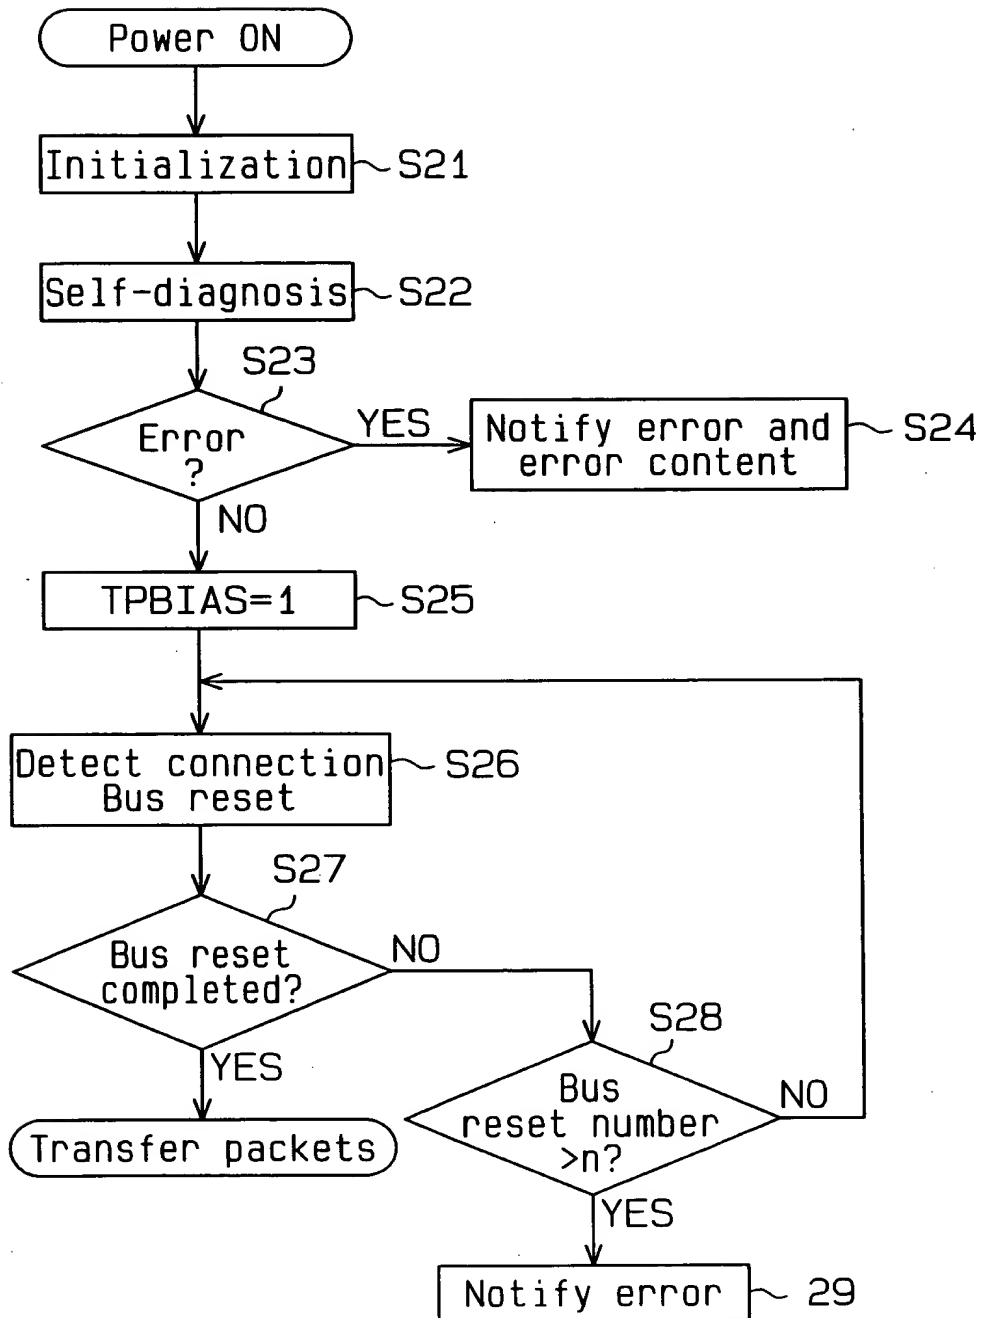 Power ON
Initialization
S21
Self-diagnosis
S22
S23
Error
?
YES
Notify error and
error content
S24
NO
TPBIAS=1
S25
Detect connection
Bus reset
S26
S27
Bus reset
completed?
NO
YES
Transfer packets
S28
Bus
reset number
>n?
NO
YES
Notify error
29